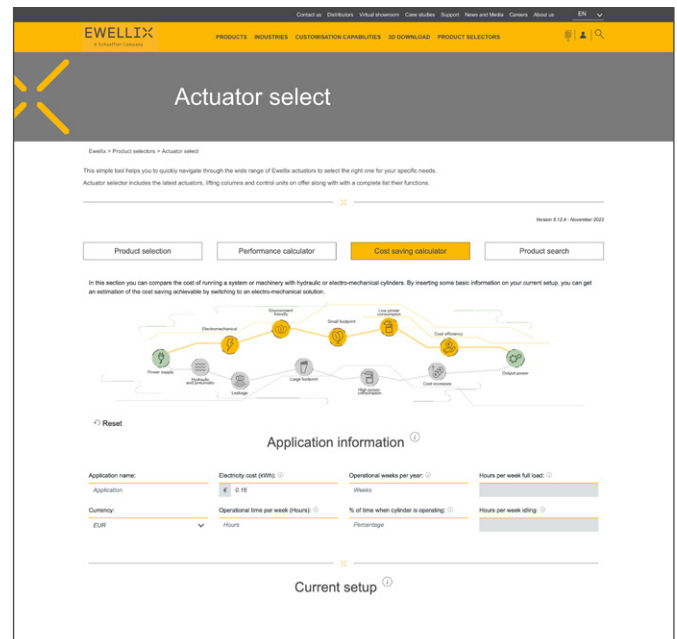 Contact us Distributors Virtual showroom Case studies Support News and Media Careers About us EN
EWELLIX
A Schaeffler Company
PRODUCTS INDUSTRIES CUSTOMISATION CAPABILITIES 3D DOWNLOAD PRODUCT SELECTORS
Actuator select
Ewellix > Product selectors > Actuator select
This simple tool helps you to quickly navigate through the wide range of Ewellix actuators to select the right one for your specific needs.
Actuator selector includes the latest actuators, lifting columns and control units on offer along with with a complete list their functions.
Version 5.12.4 - November 2022
Product selection Performance calculator Cost saving calculator Product search
In this section you can compare the cost of running a system or machinery with hydraulic or electro-mechanical cylinders. By inserting some basic information on your current setup, you can get
an estimation of the cost saving achievable by switching to an electro-mechanical solution.
Environment
friendly
Low power
consumption
Small footprint
Electromechanical
Cost efficiency
Power supply
Hydraulic
and pneumatic
Leakage
Large footprint
High power
consumption
Cost increases
Output power
Reset
Application information
Application name: Electricity cost (kWh): Operational weeks per year: Hours per week full load:
Application € 0.16 Weeks
Currency: Operational time per week (Hours): % of time when cylinder is operating: Hours per week idling:
EUR Hours Percentage
Current setup